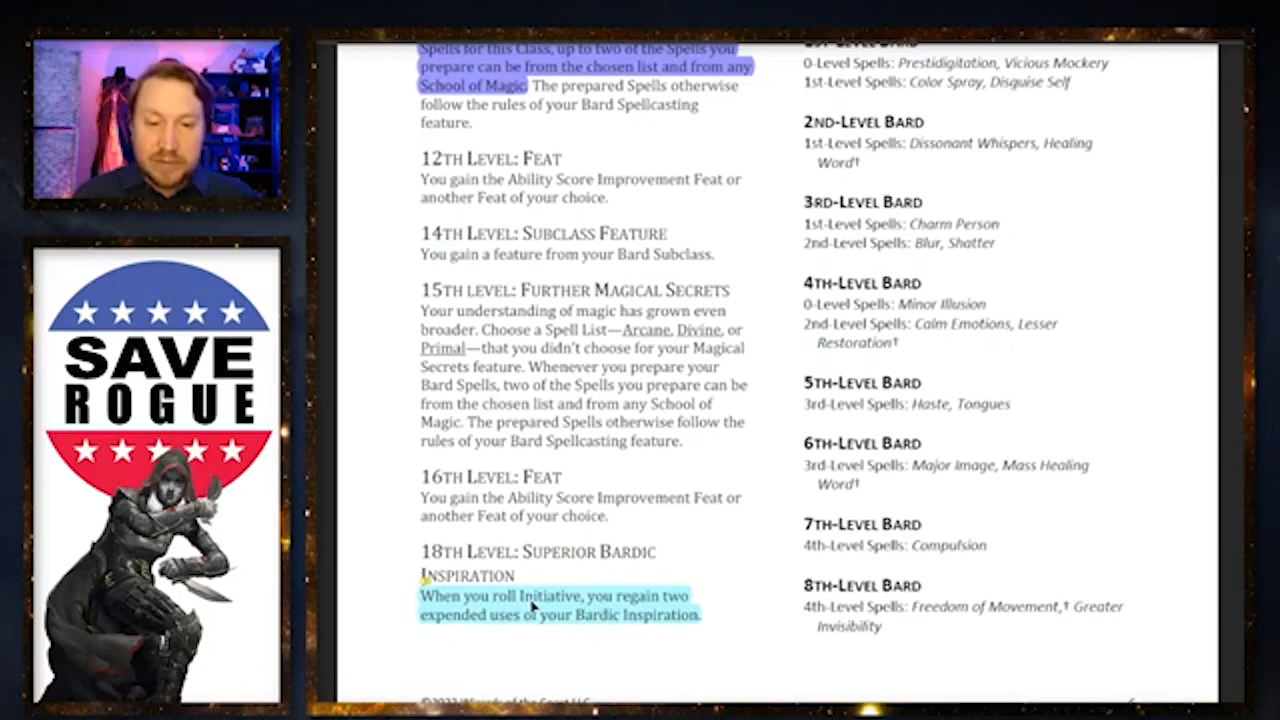 SAVE
ROGUE
Spells for this Class, up to two of the Spells you
prepare can be from the chosen list and from any
School of Magic. The prepared Spells otherwise
follow the rules of your Bard Spellcasting
feature.
12TH LEVEL: FEAT
You gain the Ability Score Improvement Feat or
another Feat of your choice.
14TH LEVEL: SUBCLASS FEATURE
You gain a feature from your Bard Subclass.
15TH LEVEL: FURTHER MAGICAL SECRETS
Your understanding of magic has grown even
broader. Choose a Spell List—Arcane, Divine, or
Primal—that you didn't choose for your Magical
Secrets feature. Whenever you prepare your
Bard Spells, two of the Spells you prepare can be
from the chosen list and from any School of
Magic. The prepared Spells otherwise follow the
rules of your Bard Spellcasting feature.
16TH LEVEL: FEAT
You gain the Ability Score Improvement Feat or
another Feat of your choice.
18TH LEVEL: SUPERIOR BARDIC
INSPIRATION
When you roll Initiative, you regain two
expended uses of your Bardic Inspiration.
0-Level Spells: Prestidigitation, Vicious Mockery
1st-Level Spells: Color Spray, Disguise Self
2ND-LEVEL BARD
1st-Level Spells: Dissonant Whispers, Healing
Word†
3RD-LEVEL BARD
1st-Level Spells: Charm Person
2nd-Level Spells: Blur, Shatter
4TH-LEVEL BARD
0-Level Spells: Minor Illusion
2nd-Level Spells: Calm Emotions, Lesser
Restoration†
5TH-LEVEL BARD
3rd-Level Spells: Haste, Tongues
6TH-LEVEL BARD
3rd-Level Spells: Major Image, Mass Healing
Word†
7TH-LEVEL BARD
4th-Level Spells: Compulsion
8TH-LEVEL BARD
4th-Level Spells: Freedom of Movement,† Greater
Invisibility